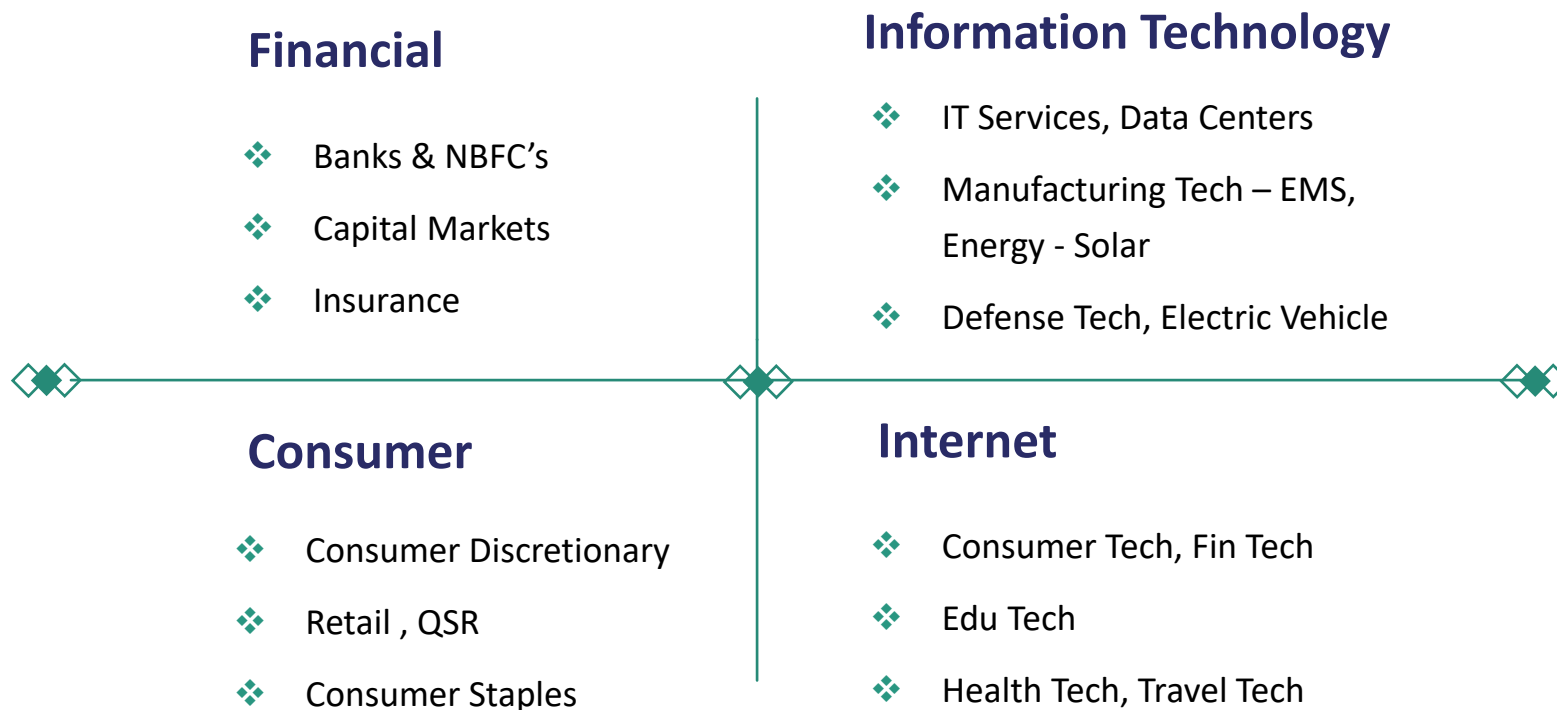 Financial
Banks & NBFC’s
Capital Markets
Insurance
Information Technology
IT Services, Data Centers
Manufacturing Tech – EMS,
Energy - Solar
Defense Tech, Electric Vehicle
Consumer
Consumer Discretionary
Retail , QSR
Consumer Staples
Internet
Consumer Tech, Fin Tech
Edu Tech
Health Tech, Travel Tech